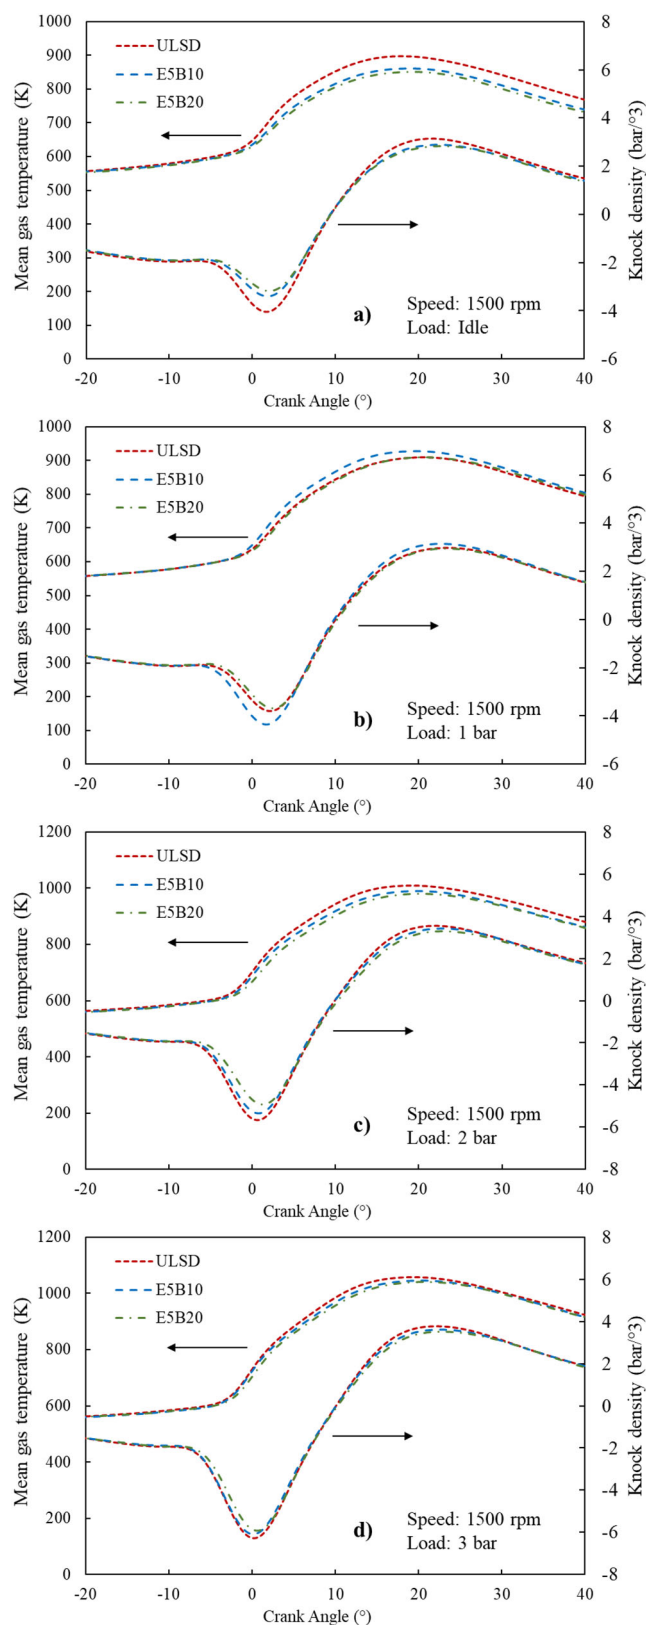 1000
900
800
700
600
500
400
300
200
100
0
Mean gas temperature (K)
ULSD
E5B10
E5B20
8
6
4
2
0
-2
-4
-6
Knock density (bar/°3)
a)
Speed: 1500 rpm
Load: Idle
-20
-10
0
10
20
30
40
Crank Angle (°)
1000
900
800
700
600
500
400
300
200
100
0
Mean gas temperature (K)
ULSD
E5B10
E5B20
8
6
4
2
0
-2
-4
-6
Knock density (bar/°3)
b)
Speed: 1500 rpm
Load: 1 bar
-20
-10
0
10
20
30
40
Crank Angle (°)
1200
1000
800
600
400
200
0
Mean gas temperature (K)
ULSD
E5B10
E5B20
8
6
4
2
0
-2
-4
-6
-8
Knock density (bar/°3)
c)
Speed: 1500 rpm
Load: 2 bar
-20
-10
0
10
20
30
40
Crank Angle (°)
1200
1000
800
600
400
200
0
Mean gas temperature (K)
ULSD
E5B10
E5B20
8
6
4
2
0
-2
-4
-6
-8
Knock density (bar/°3)
d)
Speed: 1500 rpm
Load: 3 bar
-20
-10
0
10
20
30
40
Crank Angle (°)